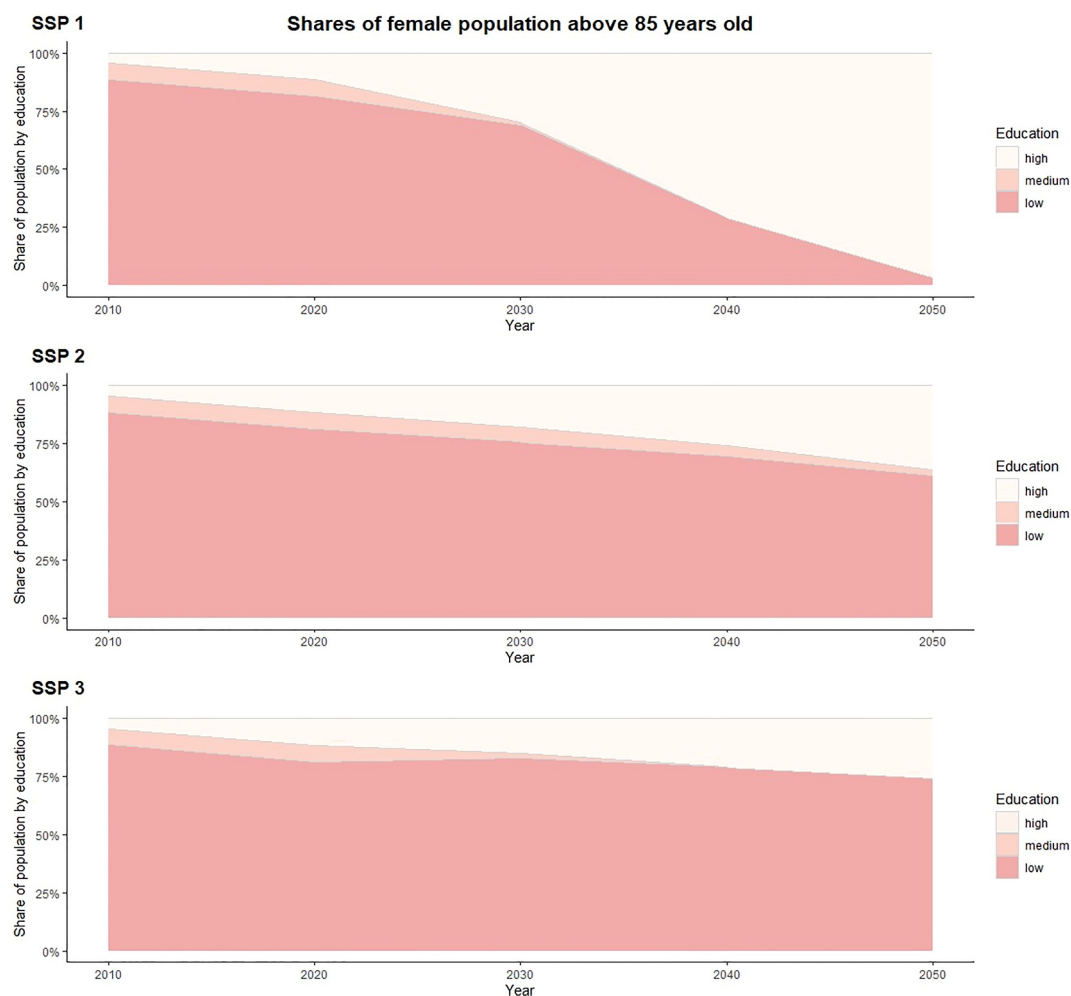 SSP 1
Shares of female population above 85 years old
Share of population by education
100%
75%
50%
25%
0%
2010 2020 2030 2040 2050
Year
Education
high
medium
low
SSP 2
Share of population by education
100%
75%
50%
25%
0%
2010 2020 2030 2040 2050
Year
Education
high
medium
low
SSP 3
Share of population by education
100%
75%
50%
25%
0%
2010 2020 2030 2040 2050
Year
Education
high
medium
low